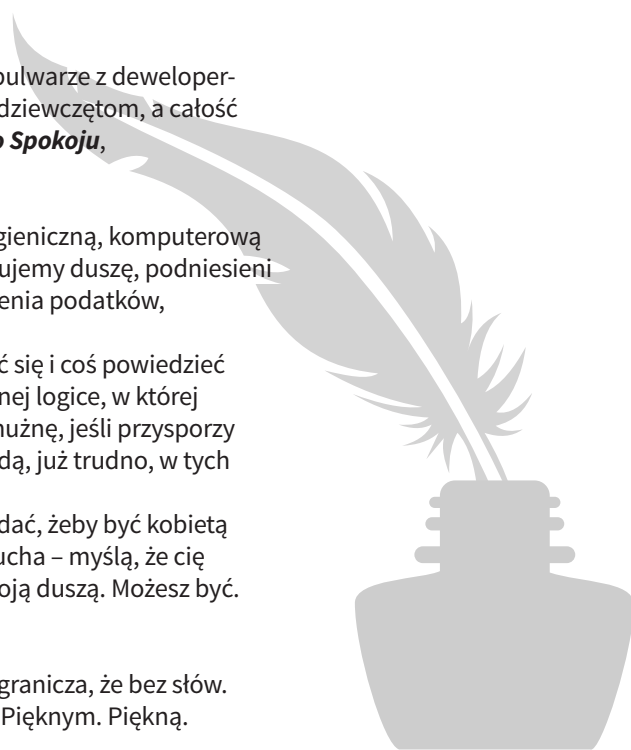 bulwarze z deweloper-
dziewczętom, a całość
o Spokoju,
gieniczną, komputerową
ujemy duszę, podniesieni
enia podatków,
ć się i coś powiedzieć
nej logice, w której
mużnę, jeśli przysporzy
dą, już trudno, w tych
dać, żeby być kobietą
ucha – myślą, że cię
oją duszą. Możesz być.
granicza, że bez słów.
Pięknym. Piękną.